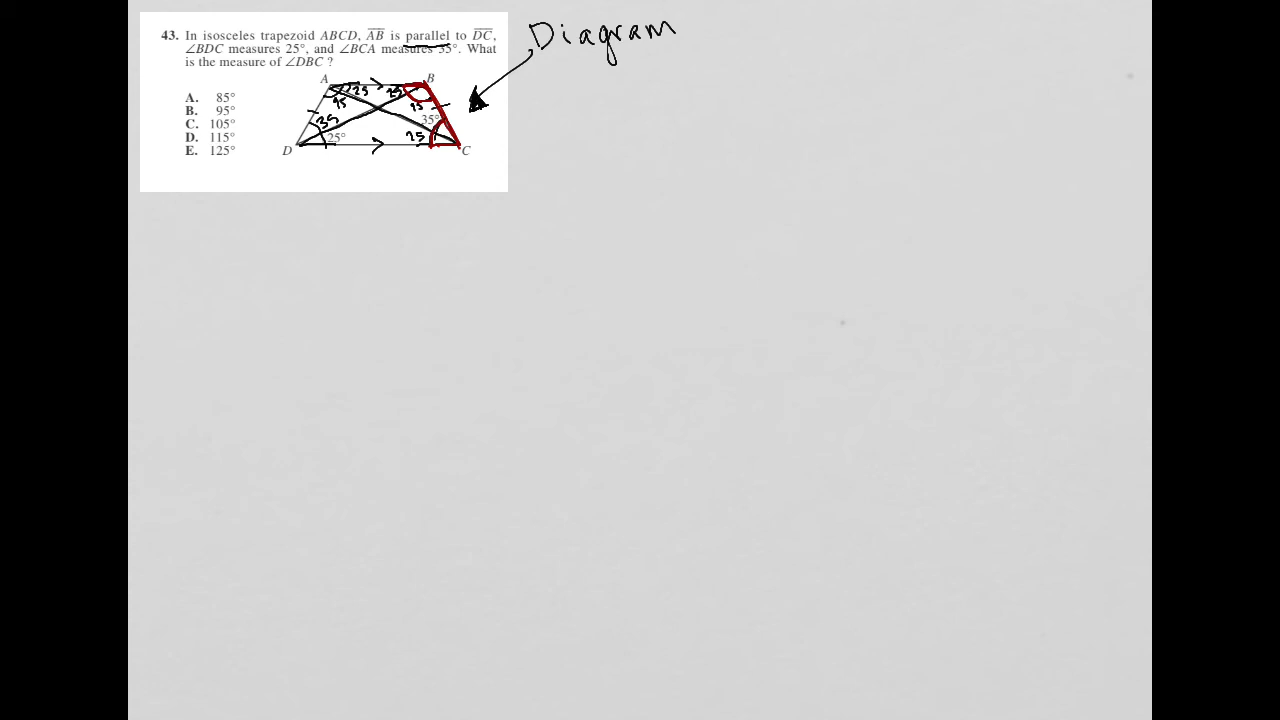 43. In isosceles trapezoid ABCD, AB is parallel to DC,
∠BDC measures 25°, and ∠BCA measures 35°. What
is the measure of ∠DBC ?
A. 85°
B. 95°
C. 105°
D. 115°
E. 125°
Diagram
A B
25 25
95 95
35 35°
25° 25
D C